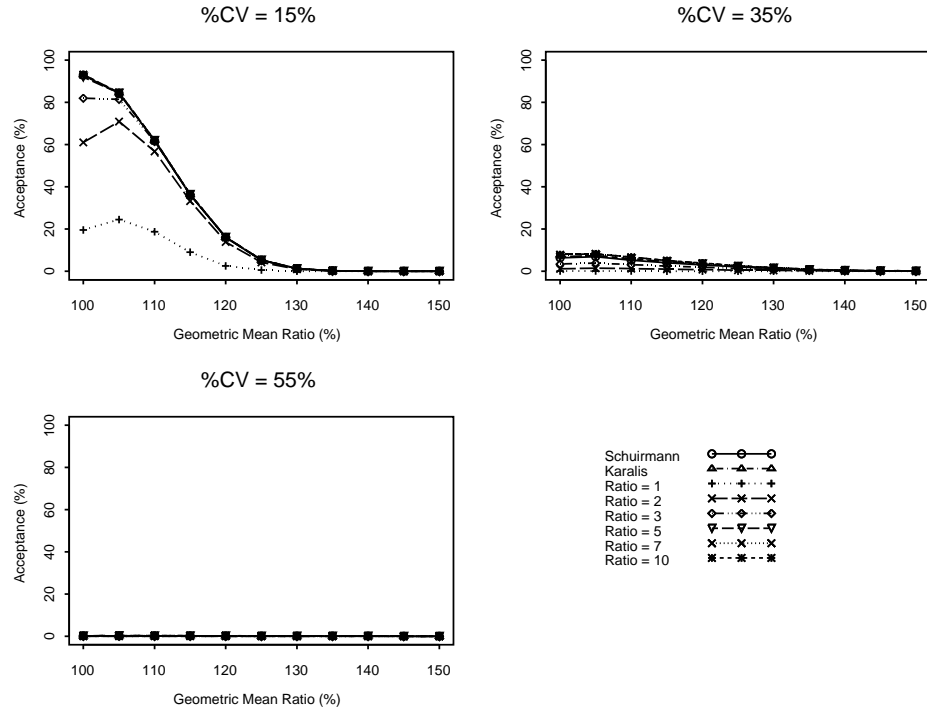 %CV = 15%
Acceptance (%)
0 20 40 60 80 100
100 110 120 130 140 150
Geometric Mean Ratio (%)
%CV = 35%
Acceptance (%)
0 20 40 60 80 100
100 110 120 130 140 150
Geometric Mean Ratio (%)
%CV = 55%
Acceptance (%)
0 20 40 60 80 100
100 110 120 130 140 150
Geometric Mean Ratio (%)
Schuirmann
Karalis
Ratio = 1
Ratio = 2
Ratio = 3
Ratio = 5
Ratio = 7
Ratio = 10